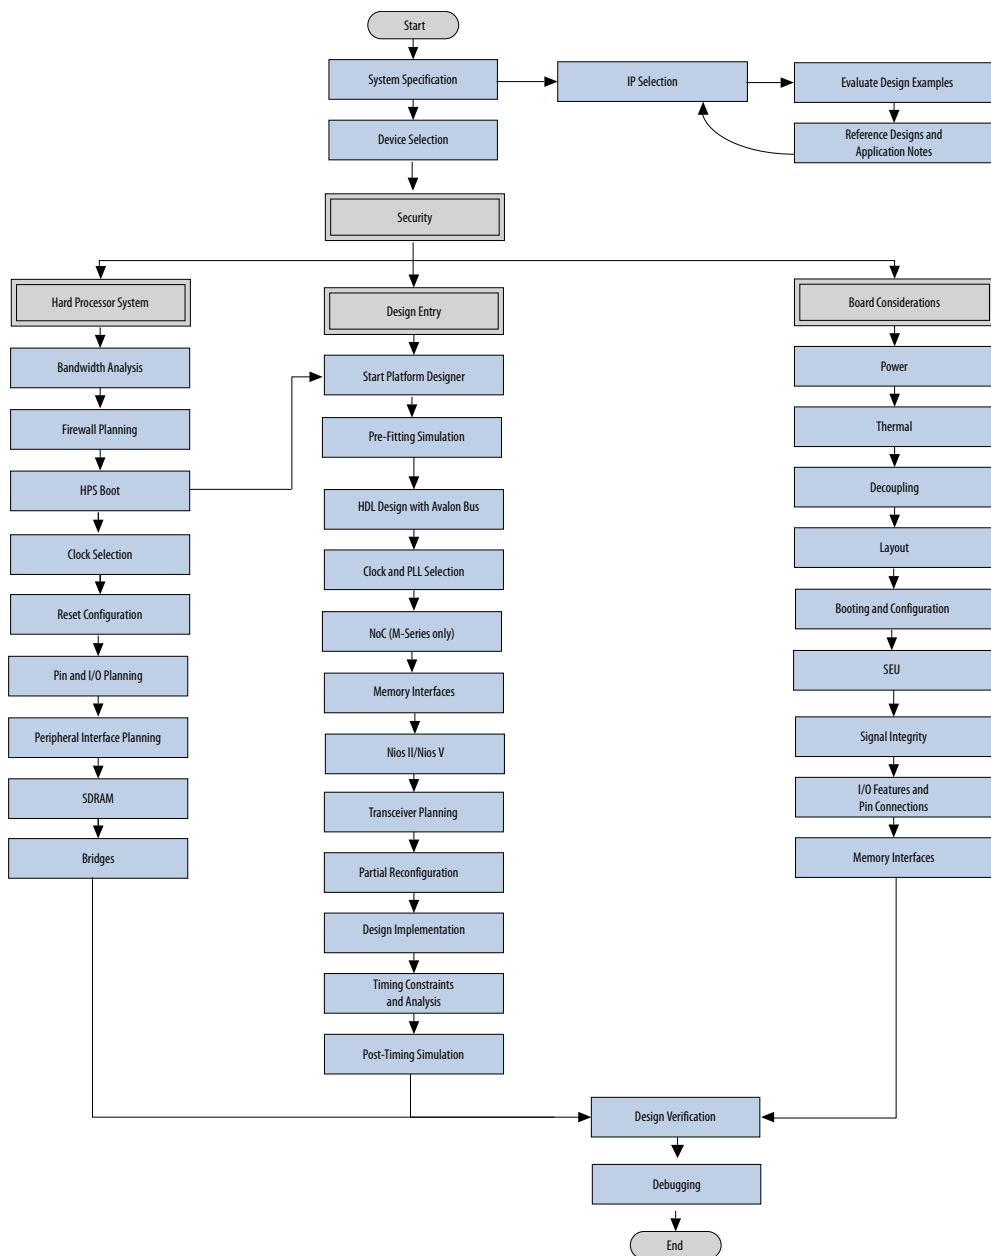 Start
System Specification
IP Selection
Evaluate Design Examples
Device Selection
Reference Designs and
Application Notes
Security
Hard Processor System
Bandwidth Analysis
Firewall Planning
HPS Boot
Clock Selection
Reset Configuration
Pin and I/O Planning
Peripheral Interface Planning
SDRAM
Bridges
Design Entry
Start Platform Designer
Pre-Fitting Simulation
HDL Design with Avalon Bus
Clock and PLL Selection
NoC (M-Series only)
Memory Interfaces
Nios II/Nios V
Transceiver Planning
Partial Reconfiguration
Design Implementation
Timing Constraints
and Analysis
Post-Timing Simulation
Board Considerations
Power
Thermal
Decoupling
Layout
Booting and Configuration
SEU
Signal Integrity
I/O Features and
Pin Connections
Memory Interfaces
Design Verification
Debugging
End